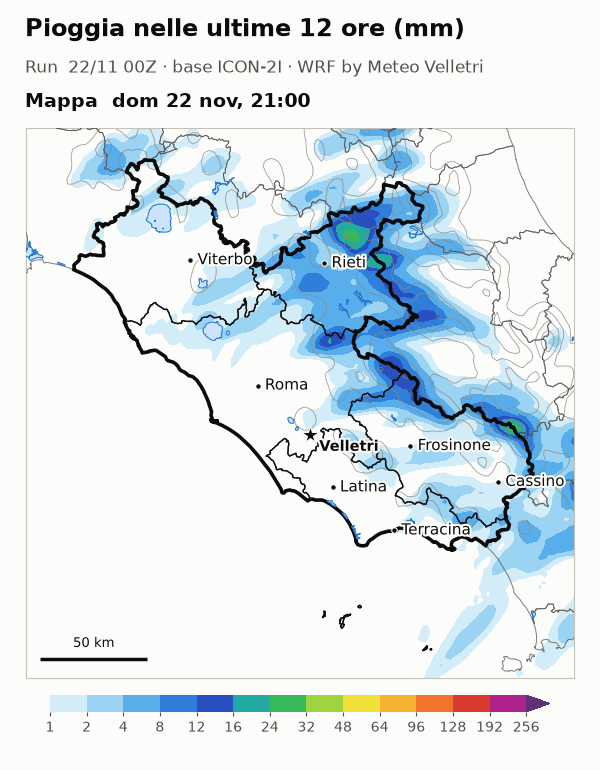 Pioggia nelle ultime 12 ore (mm)
Run  22/11 00Z · base ICON-2I · WRF by Meteo Velletri
Mappa  dom 22 nov, 21:00
Viterbo
Rieti
Roma
Velletri
Frosinone
Latina
Cassino
Terracina
50 km
1 2 4 8 12 16 24 32 48 64 96 128 192 256